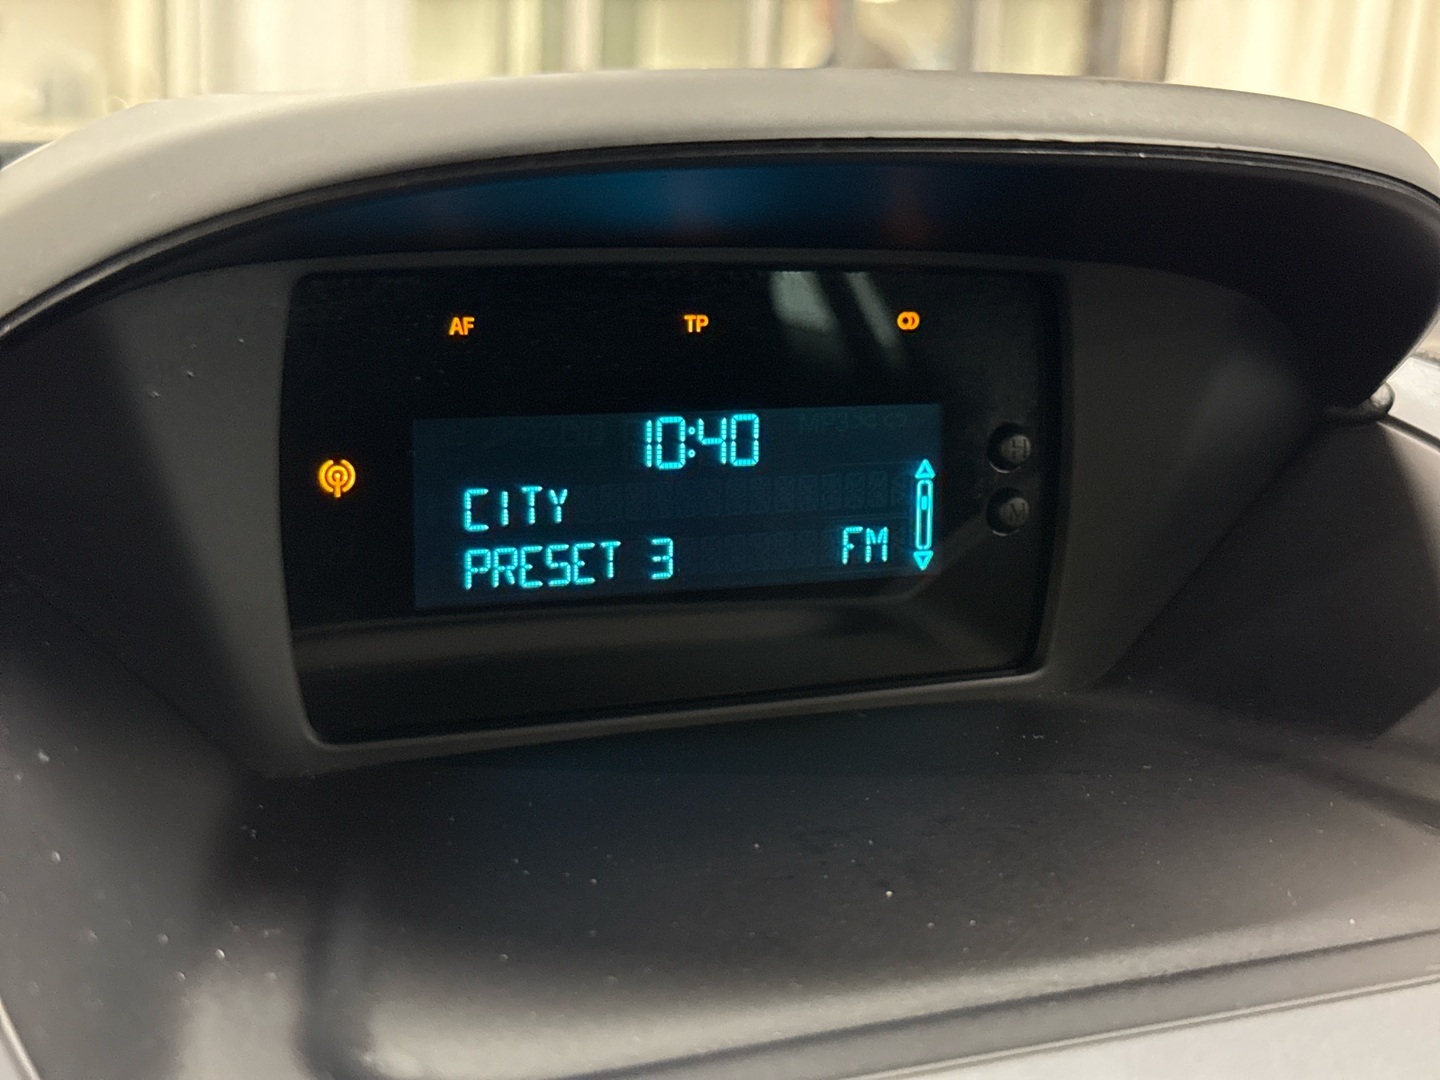 AF TP
10:40
CITY
PRESET 3 FM
H
M